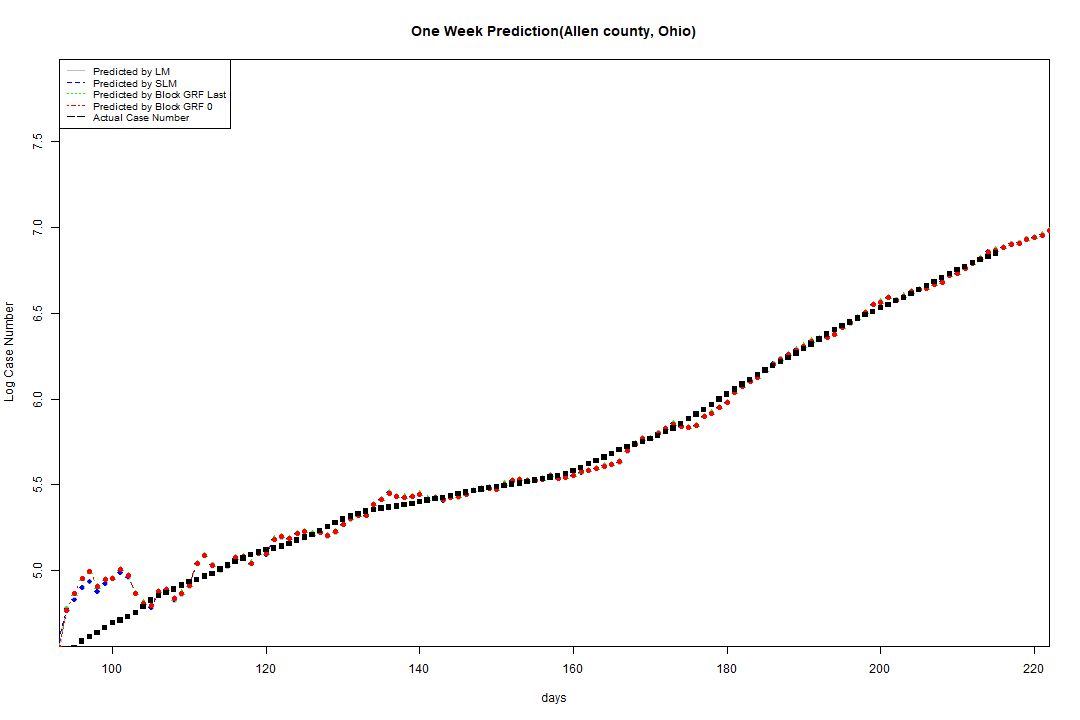 One Week Prediction(Allen county, Ohio)
Predicted by LM
Predicted by SLM
Predicted by Block GRF Last
Predicted by Block GRF 0
Actual Case Number
Log Case Number
7.5
7.0
6.5
6.0
5.5
5.0
100 120 140 160 180 200 220
days